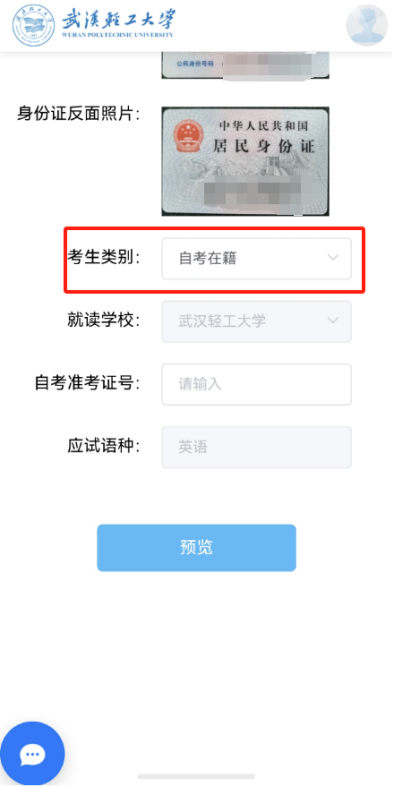 武汉轻工大学
WUHAN POLYTECHNIC UNIVERSITY
公民身份号码
身份证反面照片：
中华人民共和国
居民身份证
考生类别：
自考在籍
就读学校：
武汉轻工大学
自考准考证号：
请输入
应试语种：
英语
预览